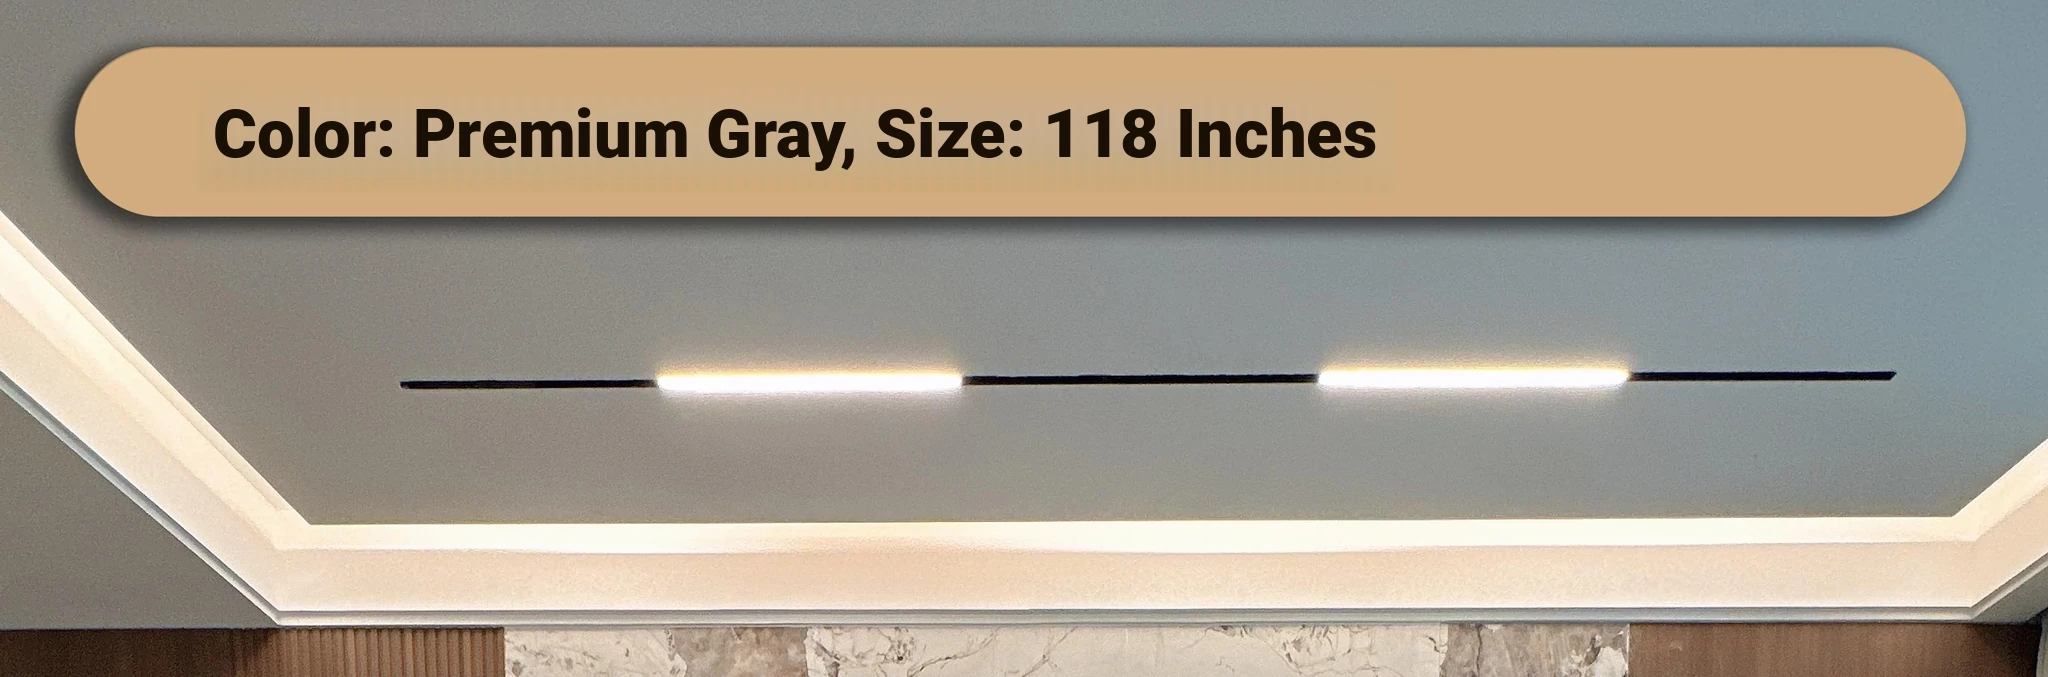 Color: Premium Gray, Size: 118 Inches